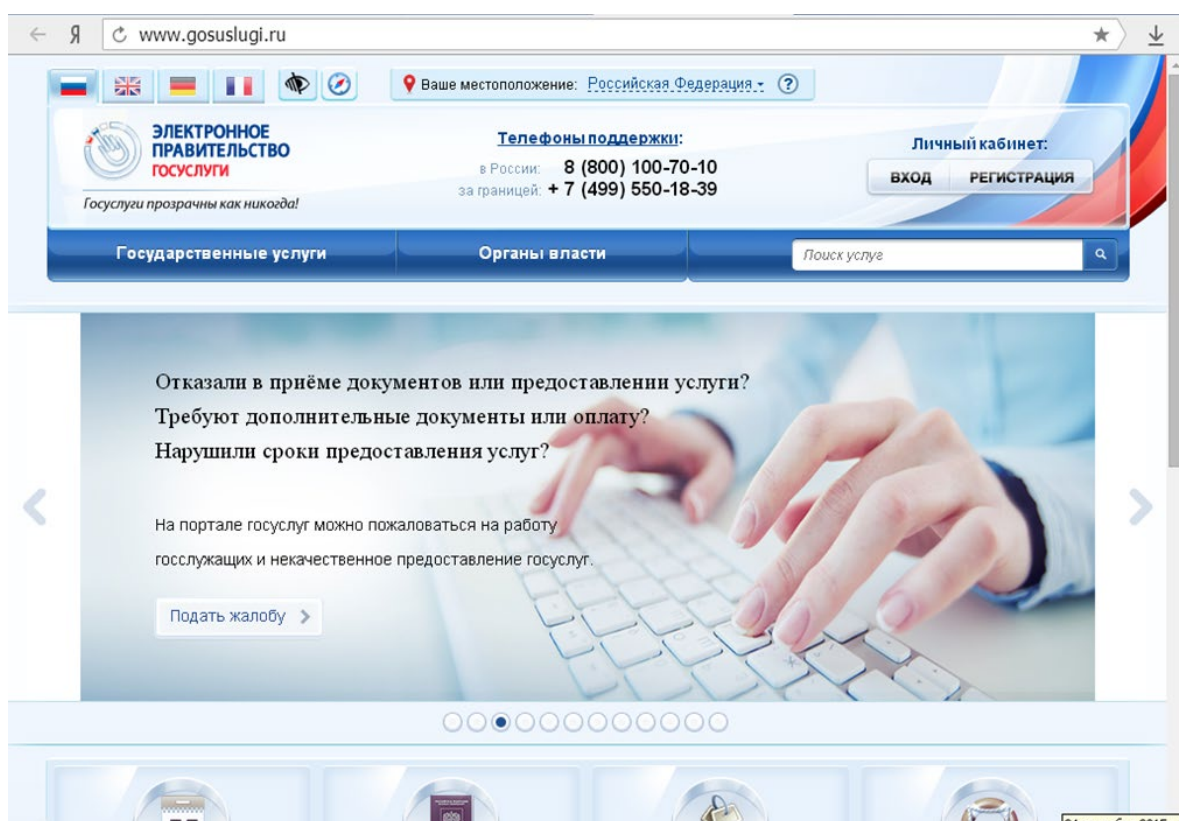 Я www.gosuslugi.ru
Ваше местоположение: Российская Федерация ?
ЭЛЕКТРОННОЕ
ПРАВИТЕЛЬСТВО
ГОСУСЛУГИ
Госуслуги прозрачны как никогда!
Телефоны поддержки:
в России: 8 (800) 100-70-10
за границей: + 7 (499) 550-18-39
Личный кабинет:
ВХОД РЕГИСТРАЦИЯ
Государственные услуги Органы власти Поиск услуг
Отказали в приёме документов или предоставлении услуги?
Требуют дополнительные документы или оплату?
Нарушили сроки предоставления услуг?
На портале госуслуг можно пожаловаться на работу
госслужащих и некачественное предоставление госуслуг.
Подать жалобу